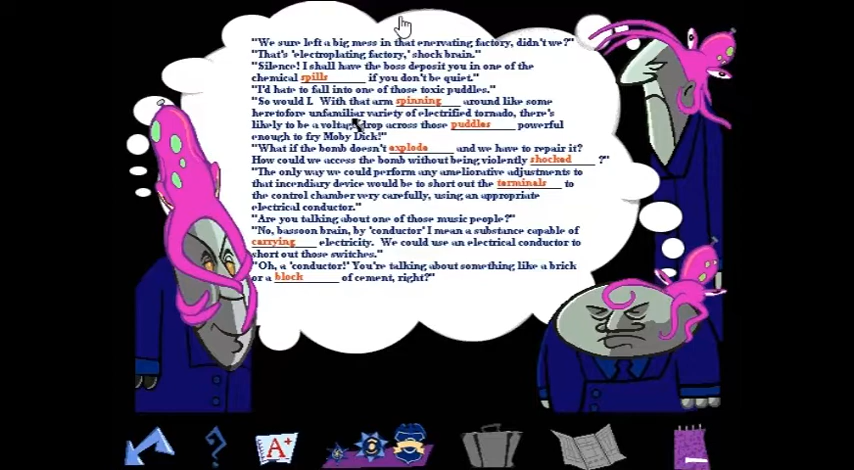 "We sure left a big mess in that enervating factory, didn't we?"
"That's 'electroplating factory,' shock brain."
"Silence! I shall have the boss deposit you in one of the
chemical spills if you don't be quiet."
"I'd hate to fall into one of those toxic puddles."
"So would I. With that arm spinning around like some
heretofore unfamiliar variety of electrified tornado, there's
likely to be a voltage drop across those puddles powerful
enough to fry Moby Dick!"
"What if the bomb doesn't explode and we have to repair it?
How could we access the bomb without being violently shocked ?"
"The only way we could perform any ameliorative adjustments to
that incendiary device would be to short out the terminals to
the control chamber very carefully, using an appropriate
electrical conductor."
"Are you talking about one of those music people?"
"No, bassoon brain, by 'conductor' I mean a substance capable of
carrying electricity. We could use an electrical conductor to
short out those switches."
"Oh, a 'conductor!' You're talking about something like a brick
or a block of cement, right?"
?
A+